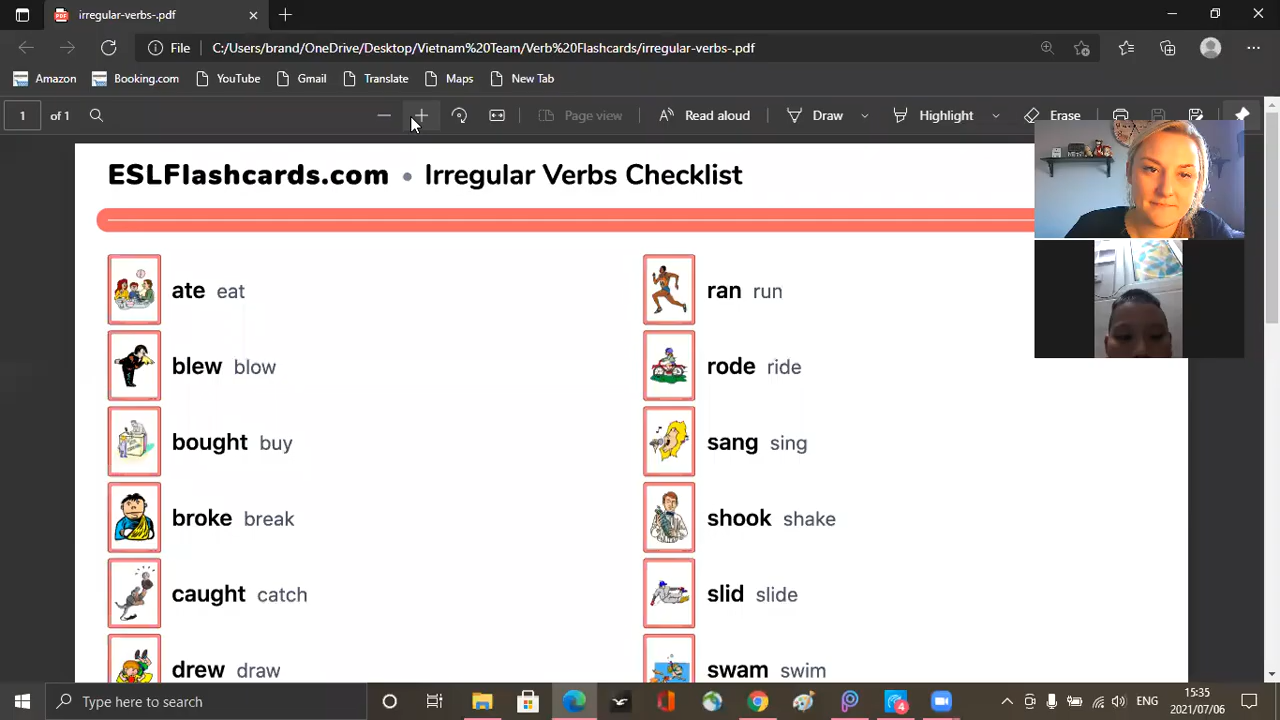 irregular-verbs-.pdf
File C:/Users/brand/OneDrive/Desktop/Vietnam%20Team/Verb%20Flashcards/irregular-verbs-.pdf
Amazon Booking.com YouTube Gmail Translate Maps New Tab
1 of 1 Page view Read aloud Draw Highlight Erase
ESLFlashcards.com • Irregular Verbs Checklist
ate eat
blew blow
bought buy
broke break
caught catch
drew draw
ran run
rode ride
sang sing
shook shake
slid slide
swam swim
Type here to search
4
ENG
15:35
2021/07/06